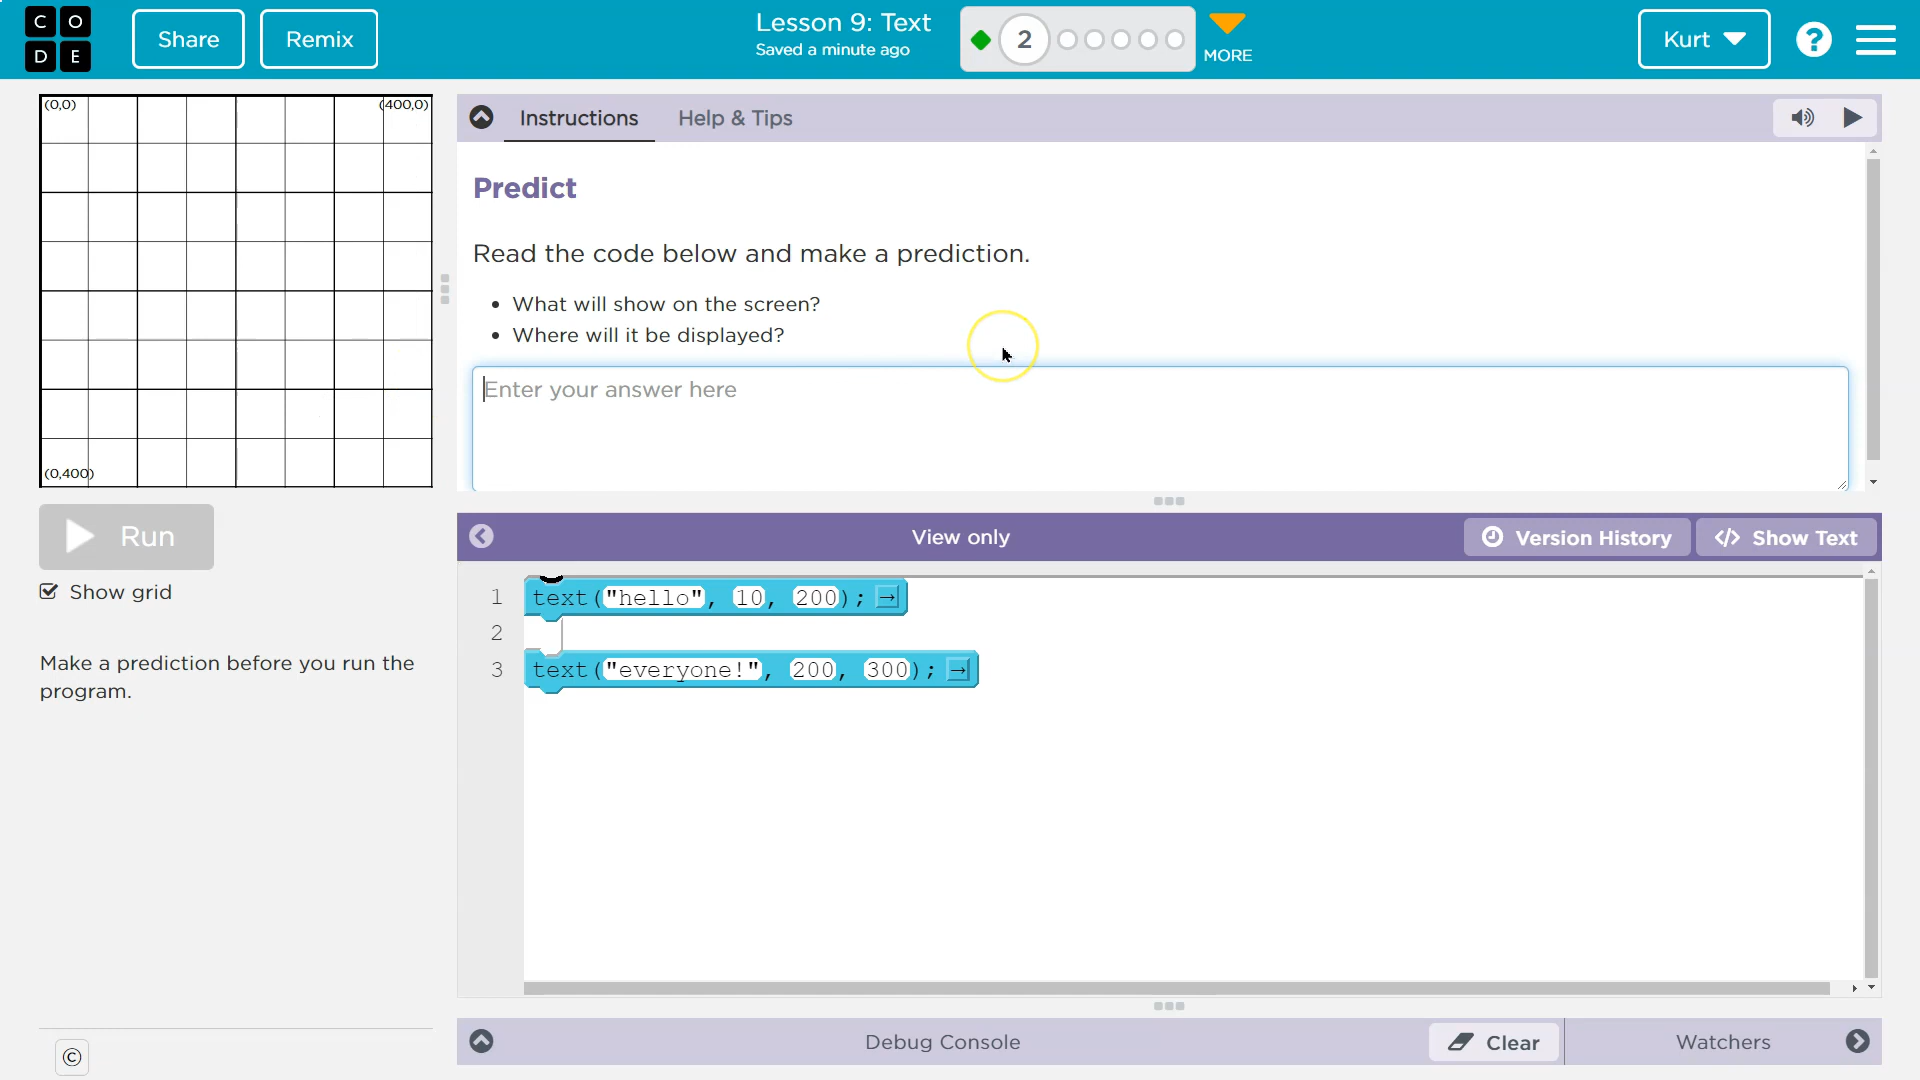 CODE
Share
Remix
Lesson 9: Text
Saved a minute ago
2
MORE
Kurt
?
(0,0)
(400,0)
(0,400)
Instructions
Help & Tips
Predict
Read the code below and make a prediction.
• What will show on the screen?
• Where will it be displayed?
Enter your answer here
Run
Show grid
Make a prediction before you run the
program.
View only
Version History
</> Show Text
1 text("hello", 10, 200); →
2
3 text("everyone!", 200, 300); →
©
Debug Console
Clear
Watchers